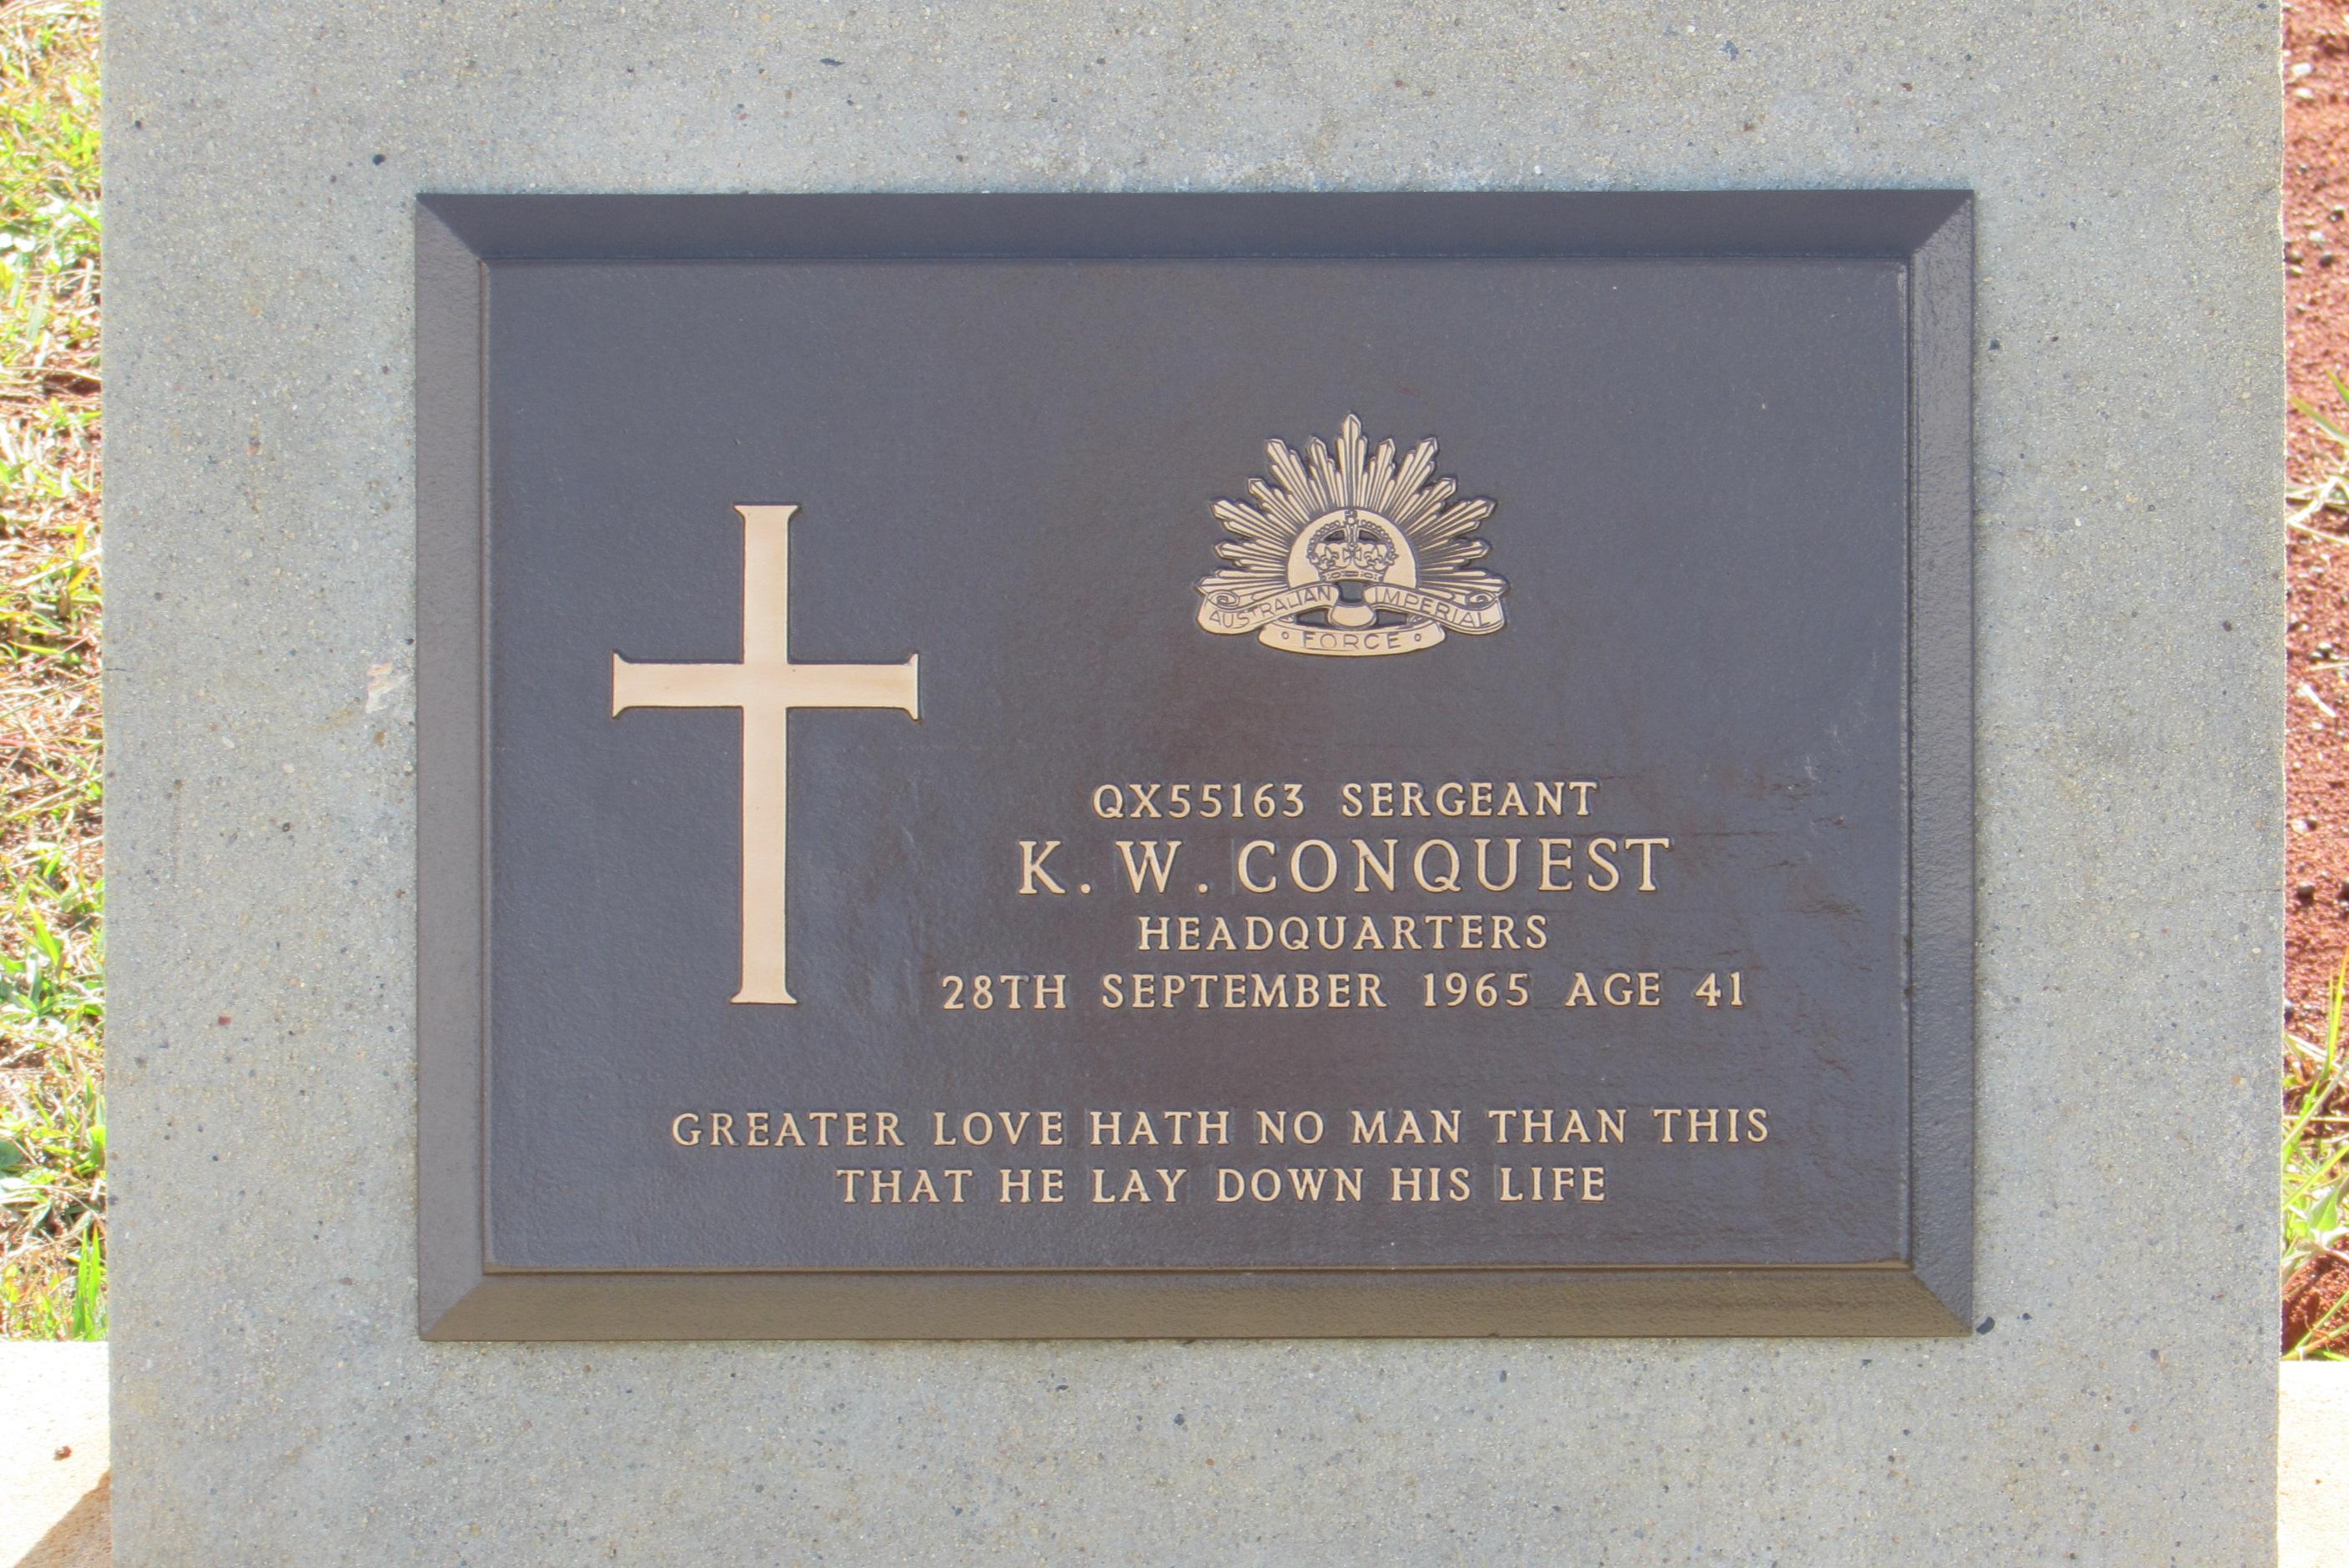 AUSTRALIAN IMPERIAL
FORCE
QX55163 SERGEANT
K. W. CONQUEST
HEADQUARTERS
28TH SEPTEMBER 1965 AGE 41
GREATER LOVE HATH NO MAN THAN THIS
THAT HE LAY DOWN HIS LIFE